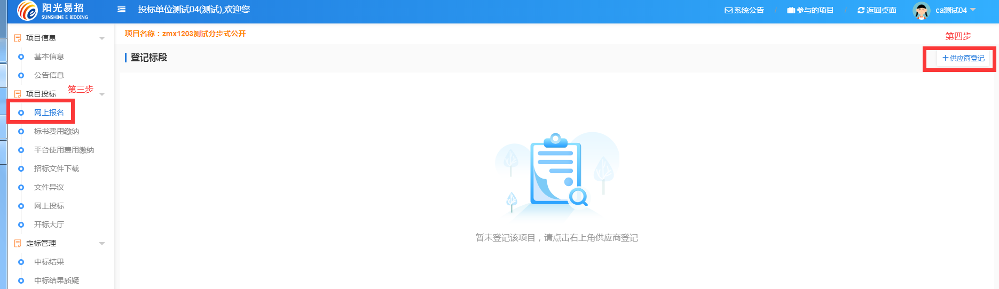 阳光易招
SUNSHINE E BIDDING
投标单位测试04(测试),欢迎您
系统公告 / 参与的项目 / 返回桌面
ca测试04
项目信息
基本信息
公告信息
项目投标
第三步
网上报名
标书费用缴纳
平台使用费用缴纳
招标文件下载
文件异议
网上投标
开标大厅
定标管理
中标结果
中标结果质疑
项目名称：zmx1203测试分步式公开
第四步
登记标段
+供应商登记
暂未登记该项目，请点击右上角供应商登记